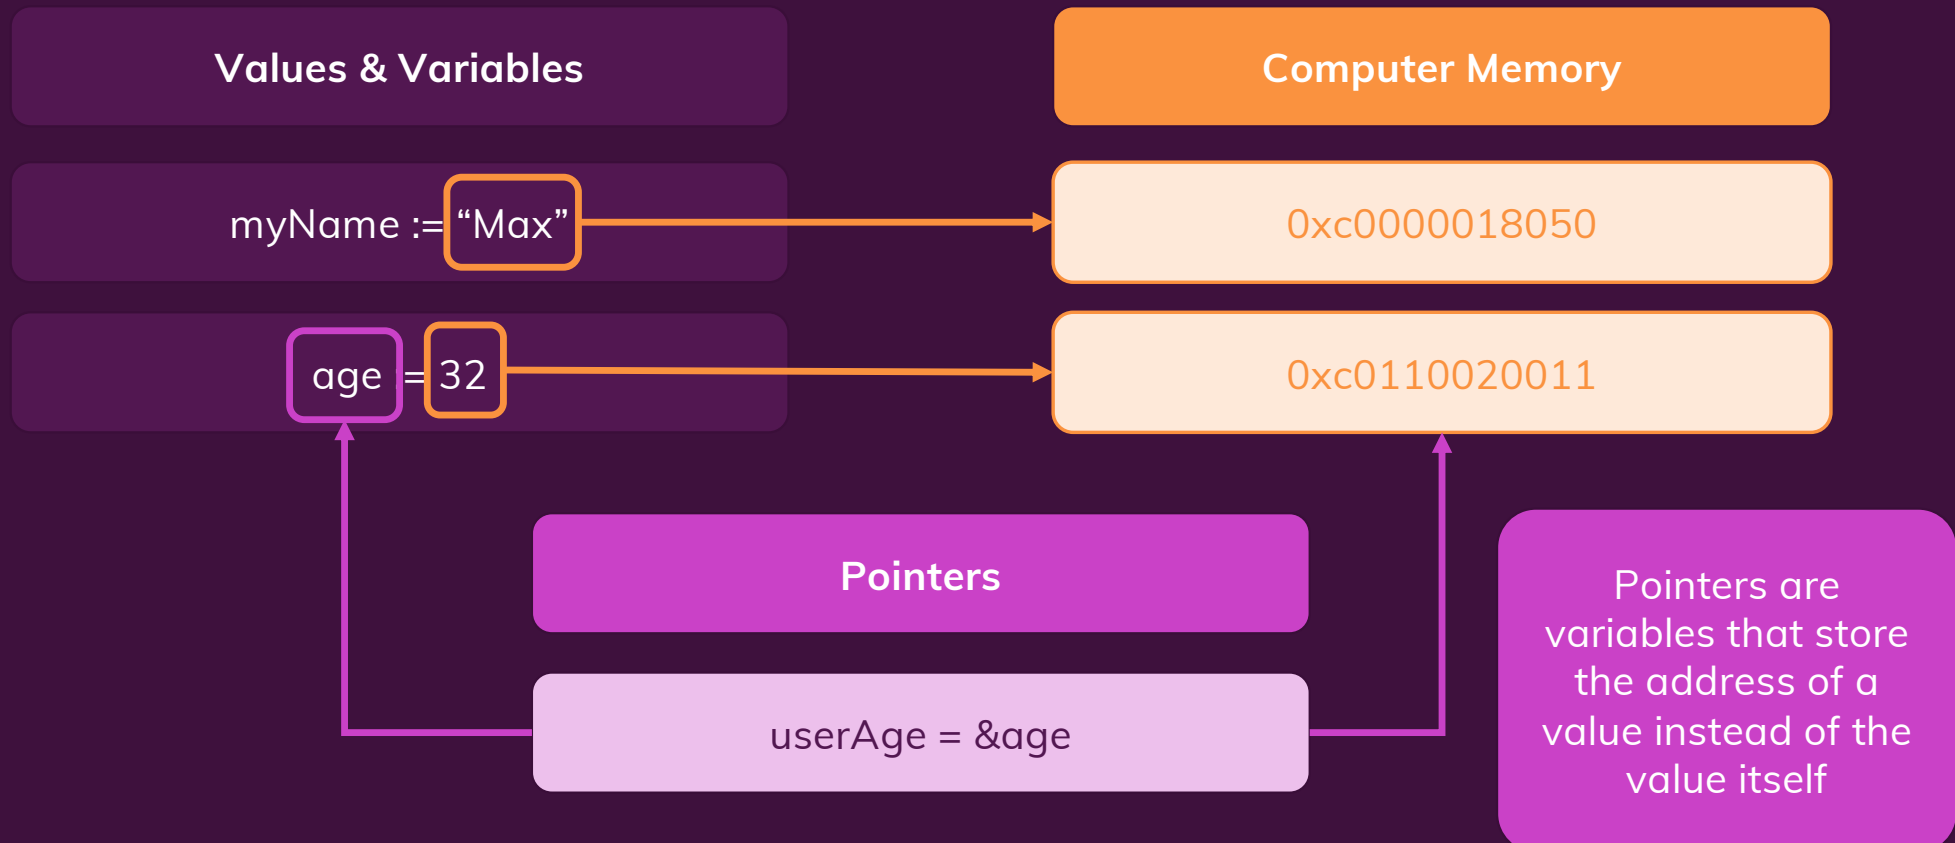 Values & Variables
Computer Memory
myName := “Max”
0xc0000018050
age := 32
0xc0110020011
Pointers
userAge = &age
Pointers are
variables that store
the address of a
value instead of the
value itself